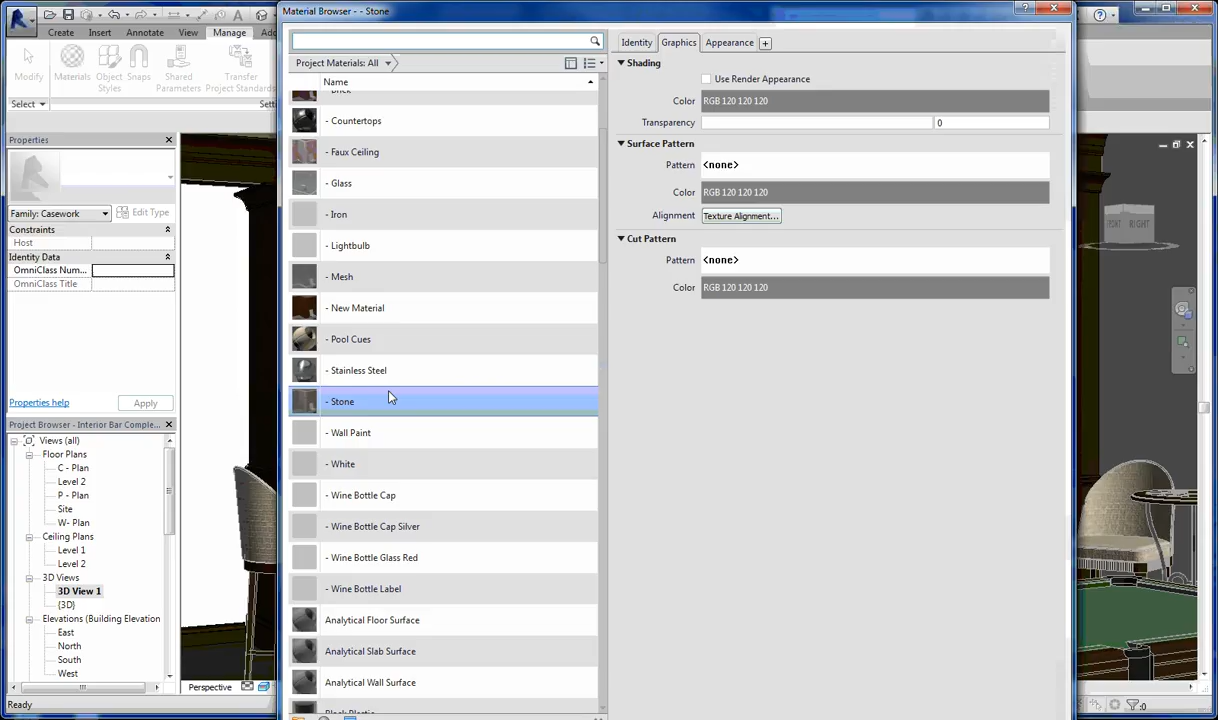 Material Browser - - Stone
Create Insert Annotate View Manage Ad
Modify
Materials
Object Styles
Snaps
Shared Parameters
Transfer Project Standards
Select
Properties
Family: Casework
Edit Type
Constraints
Host
Identity Data
OmniClass Num...
OmniClass Title
Properties help
Apply
Project Browser - Interior Bar Comple...
Views (all)
Floor Plans
C - Plan
Level 2
P - Plan
Site
W- Plan
Ceiling Plans
Level 1
Level 2
3D Views
3D View 1
{3D}
Elevations (Building Elevation
East
North
South
West
Ready
Perspective
Project Materials: All
Name
- Countertops
- Faux Ceiling
- Glass
- Iron
- Lightbulb
- Mesh
- New Material
- Pool Cues
- Stainless Steel
- Stone
- Wall Paint
- White
- Wine Bottle Cap
- Wine Bottle Cap Silver
- Wine Bottle Glass Red
- Wine Bottle Label
Analytical Floor Surface
Analytical Slab Surface
Analytical Wall Surface
Identity Graphics Appearance
Shading
Use Render Appearance
Color RGB 120 120 120
Transparency 0
Surface Pattern
Pattern <none>
Color RGB 120 120 120
Alignment Texture Alignment...
Cut Pattern
Pattern <none>
Color RGB 120 120 120
RIGHT
:0